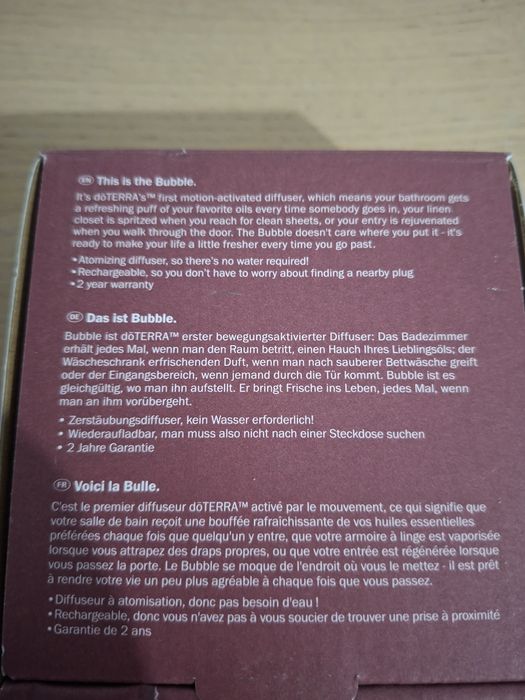 EN This is the Bubble.
It's dōTERRA's™ first motion-activated diffuser, which means your bathroom gets
a refreshing puff of your favorite oils every time somebody goes in, your linen
closet is spritzed when you reach for clean sheets, or your entry is rejuvenated
when you walk through the door. The Bubble doesn't care where you put it - it's
ready to make your life a little fresher every time you go past.
• Atomizing diffuser, so there's no water required!
• Rechargeable, so you don't have to worry about finding a nearby plug
• 2 year warranty
DE Das ist Bubble.
Bubble ist dōTERRA™ erster bewegungsaktivierter Diffuser: Das Badezimmer
erhält jedes Mal, wenn man den Raum betritt, einen Hauch Ihres Lieblingsöls; der
Wäscheschrank erfrischenden Duft, wenn man nach sauberer Bettwäsche greift
oder der Eingangsbereich, wenn jemand durch die Tür kommt. Bubble ist es
gleichgültig, wo man ihn aufstellt. Er bringt Frische ins Leben, jedes Mal, wenn
man an ihm vorübergeht.
• Zerstäubungsdiffuser, kein Wasser erforderlich!
• Wiederaufladbar, man muss also nicht nach einer Steckdose suchen
• 2 Jahre Garantie
FR Voici la Bulle.
C'est le premier diffuseur dōTERRA™ activé par le mouvement, ce qui signifie que
votre salle de bain reçoit une bouffée rafraîchissante de vos huiles essentielles
préférées chaque fois que quelqu'un y entre, que votre armoire à linge est vaporisée
lorsque vous attrapez des draps propres, ou que votre entrée est régénérée lorsque
vous passez la porte. Le Bubble se moque de l'endroit où vous le mettez - il est prêt
à rendre votre vie un peu plus agréable à chaque fois que vous passez.
• Diffuseur à atomisation, donc pas besoin d'eau !
• Rechargeable, donc vous n'avez pas à vous soucier de trouver une prise à proximité
• Garantie de 2 ans